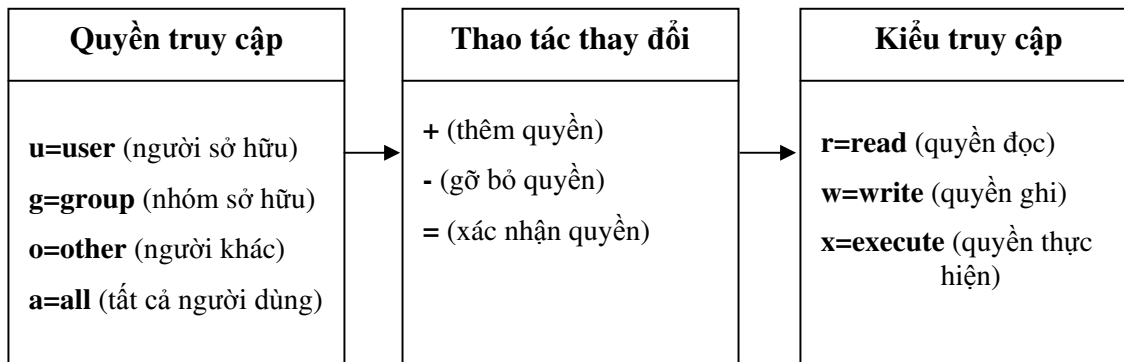 Quyền truy cập
u=user (người sở hữu)
g=group (nhóm sở hữu)
o=other (người khác)
a=all (tất cả người dùng)
Thao tác thay đổi
+ (thêm quyền)
- (gỡ bỏ quyền)
= (xác nhận quyền)
Kiểu truy cập
r=read (quyền đọc)
w=write (quyền ghi)
x=execute (quyền thực
hiện)